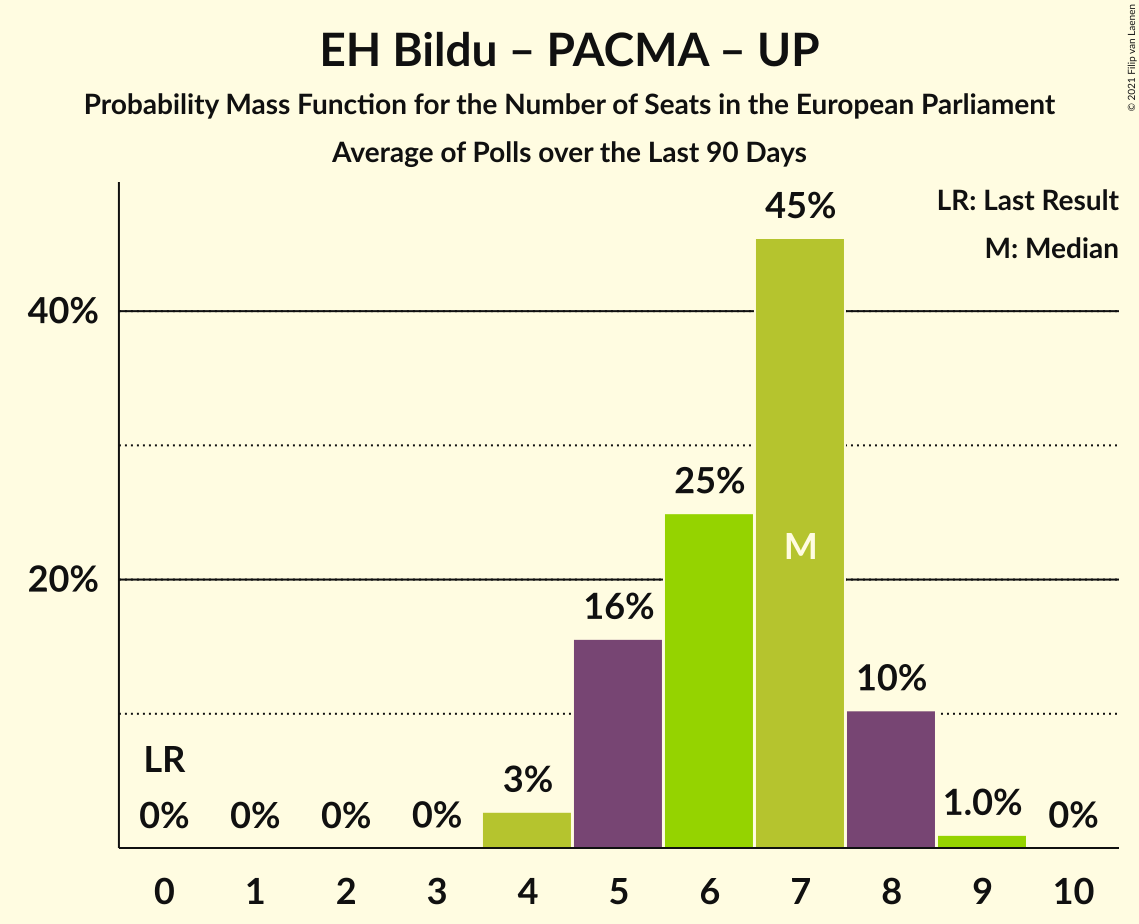 EH Bildu – PACMA – UP
Probability Mass Function for the Number of Seats in the European Parliament
Average of Polls over the Last 90 Days
© 2021 Filip van Laenen
LR: Last Result
M: Median
45%
40%
25%
M
20%
16%
10%
LR
3%
0% 0% 0% 0% 1.0% 0%
0 1 2 3 4 5 6 7 8 9 10